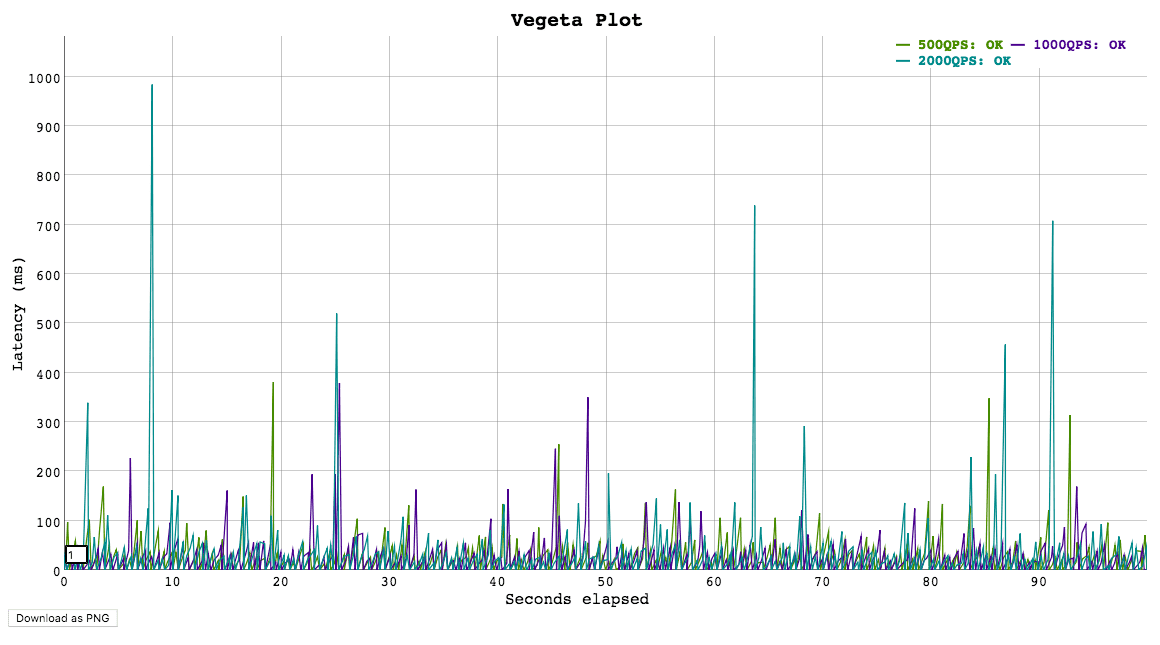 Vegeta Plot
500QPS: OK 1000QPS: OK
2000QPS: OK
Latency (ms)
1000
900
800
700
600
500
400
300
200
100
0
1
0 10 20 30 40 50 60 70 80 90
Seconds elapsed
Download as PNG